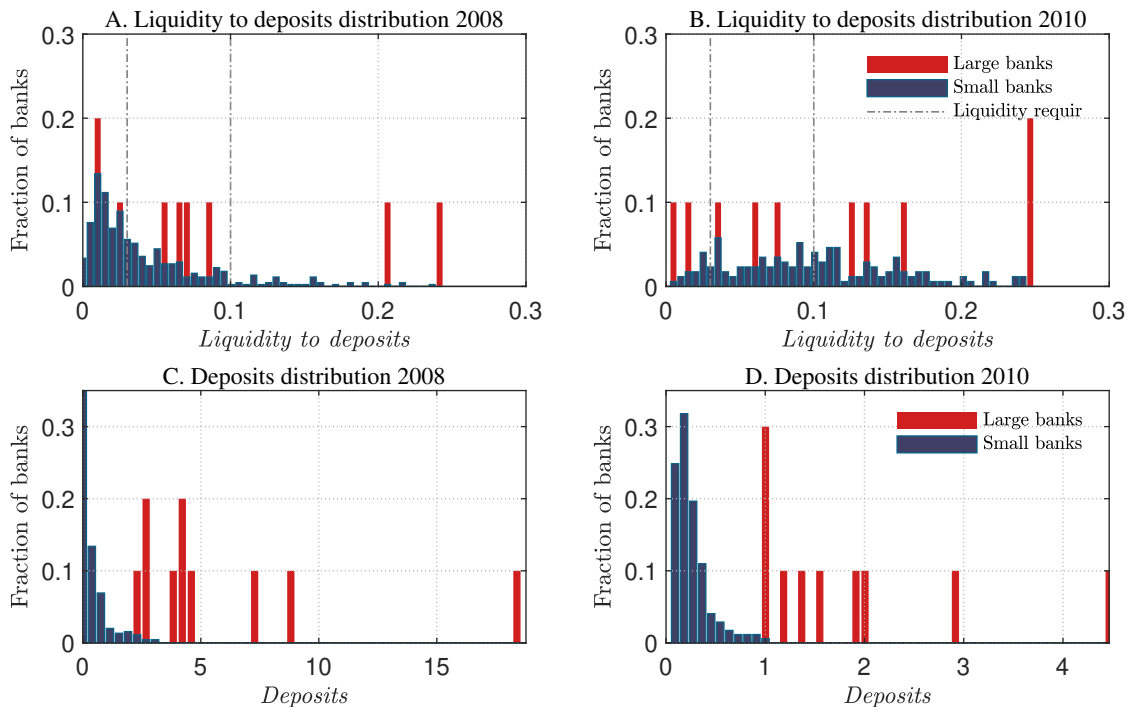 A. Liquidity to deposits distribution 2008
0.3
0.2
0.1
0
Fraction of banks
0
0.1
0.2
0.3
Liquidity to deposits
B. Liquidity to deposits distribution 2010
0.3
0.2
0.1
0
Fraction of banks
Large banks
Small banks
Liquidity requir
0
0.1
0.2
0.3
Liquidity to deposits
C. Deposits distribution 2008
0.3
0.2
0.1
0
Fraction of banks
0
5
10
15
Deposits
D. Deposits distribution 2010
0.3
0.2
0.1
0
Fraction of banks
Large banks
Small banks
0
1
2
3
4
Deposits